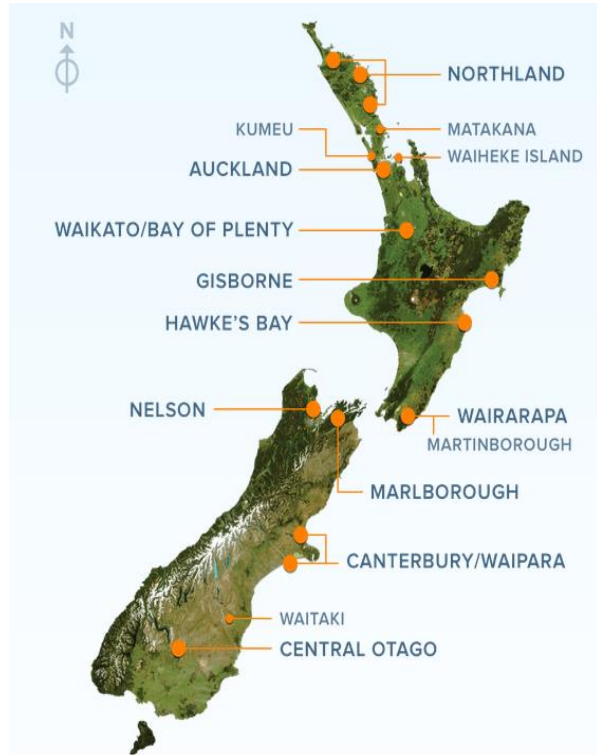 N
NORTHLAND
KUMEU
MATAKANA
WAIHEKE ISLAND
AUCKLAND
WAIKATO/BAY OF PLENTY
GISBORNE
HAWKE'S BAY
NELSON
WAIRARAPA
MARTINBOROUGH
MARLBOROUGH
CANTERBURY/WAIPARA
WAITAKI
CENTRAL OTAGO